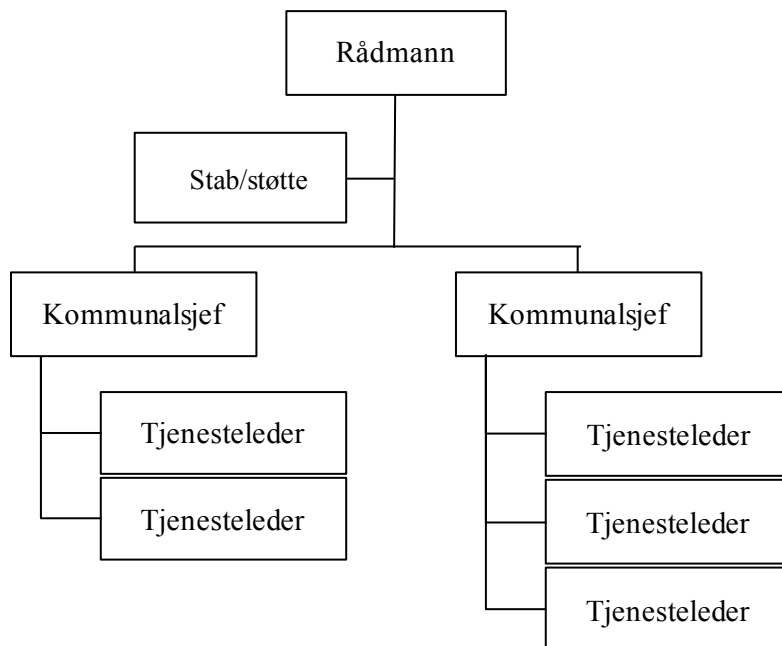 Rådmann
Stab/støtte
Kommunalsjef
Kommunalsjef
Tjenesteleder
Tjenesteleder
Tjenesteleder
Tjenesteleder
Tjenesteleder